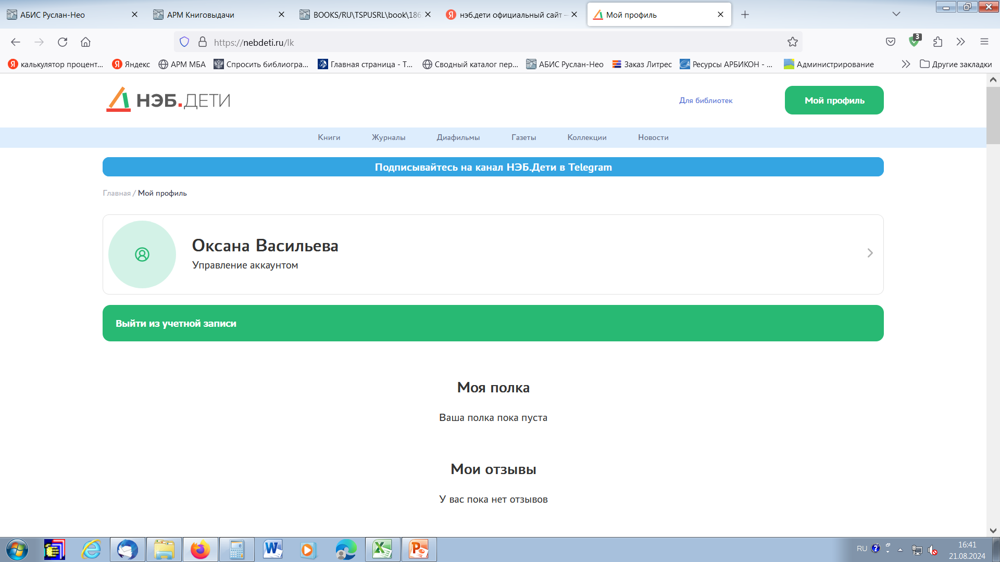 АБИС Руслан-Нео
АРМ Книговыдачи
BOOKS/RU\TSPUSRL\book\186
нэб.дети официальный сайт –
Мой профиль
https://nebdeti.ru/lk
3
калькулятор процент...
Яндекс
АРМ МБА
Спросить библиогра...
Главная страница - Т...
Сводный каталог пер...
АБИС Руслан-Нео
Заказ Литрес
Ресурсы АРБИКОН - ...
Администрирование
Другие закладки
НЭБ.ДЕТИ
Для библиотек
Мой профиль
Книги
Журналы
Диафильмы
Газеты
Коллекции
Новости
Подписывайтесь на канал НЭБ.Дети в Telegram
Главная / Мой профиль
Оксана Васильева
Управление аккаунтом
Выйти из учетной записи
Моя полка
Ваша полка пока пуста
Мои отзывы
У вас пока нет отзывов
RU
16:41
21.08.2024